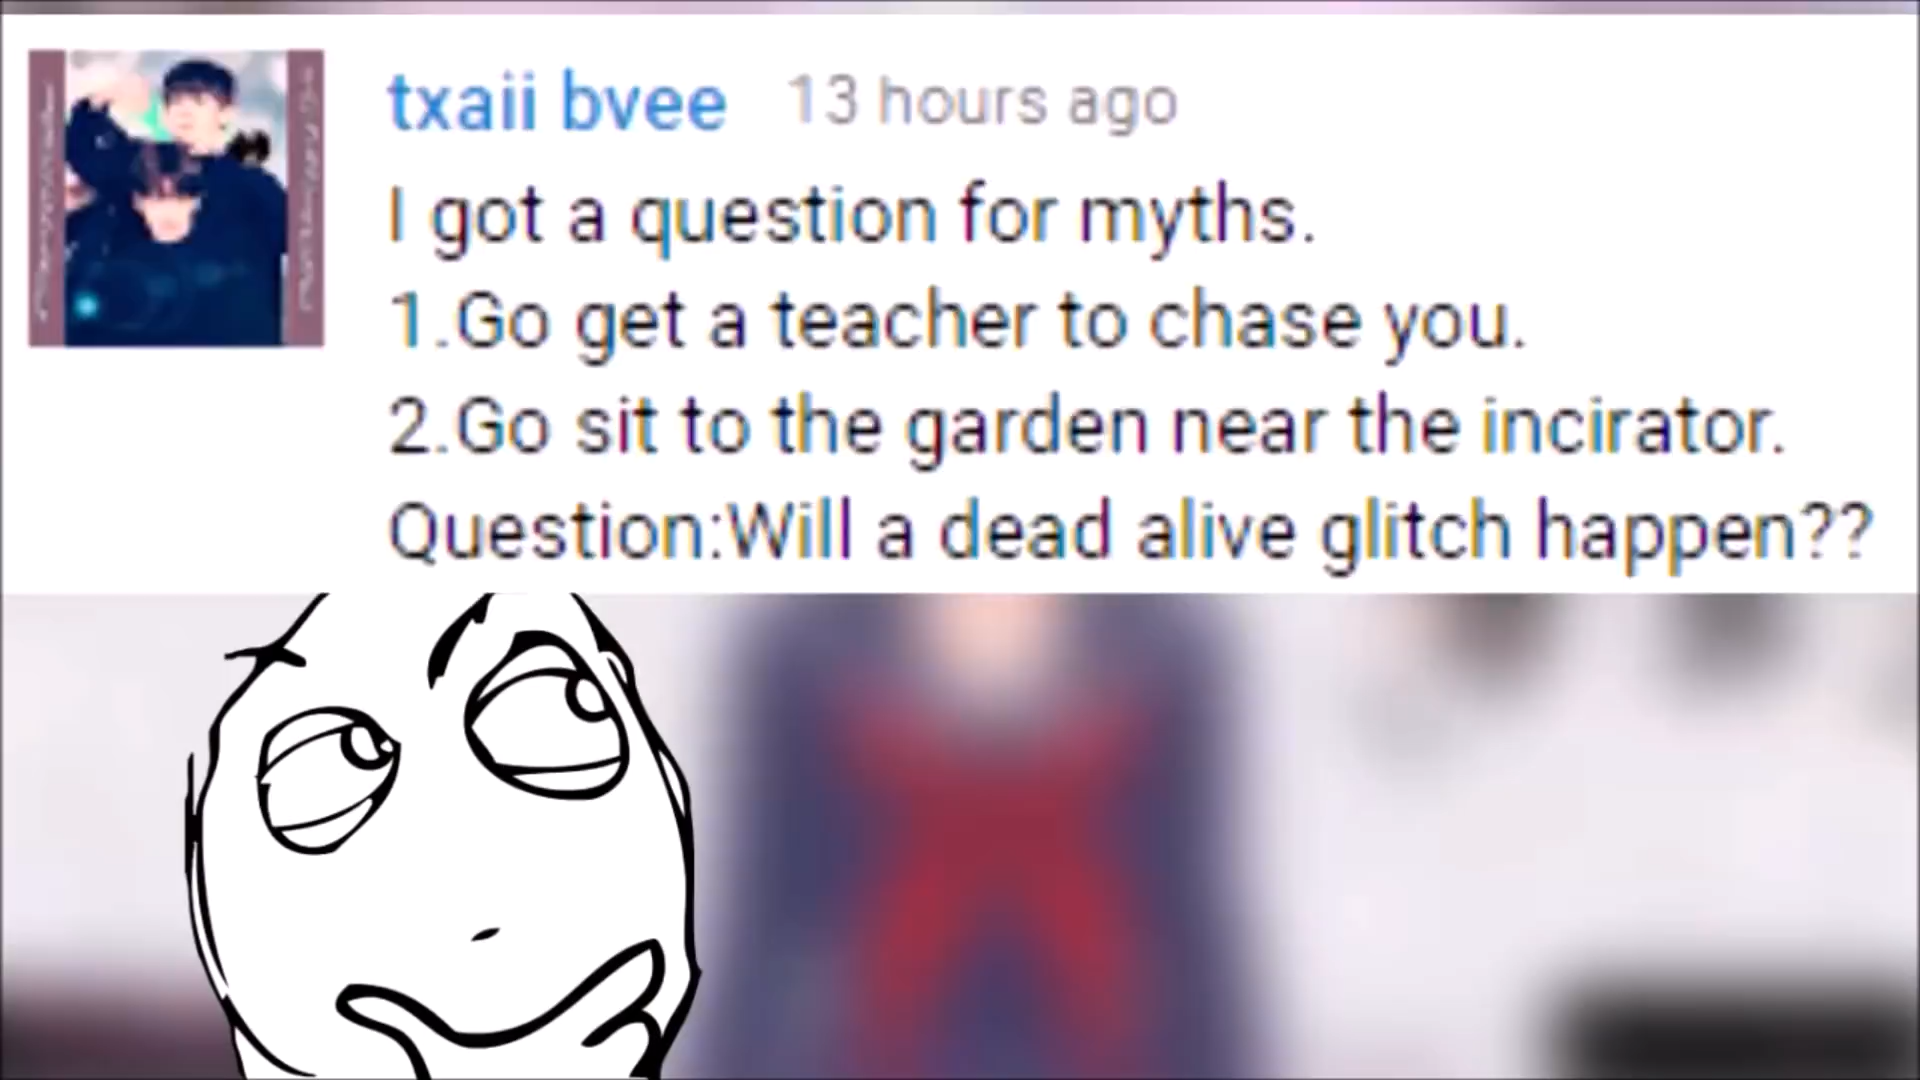 txaii bvee 13 hours ago
I got a question for myths.
1.Go get a teacher to chase you.
2.Go sit to the garden near the incirator.
Question:Will a dead alive glitch happen??